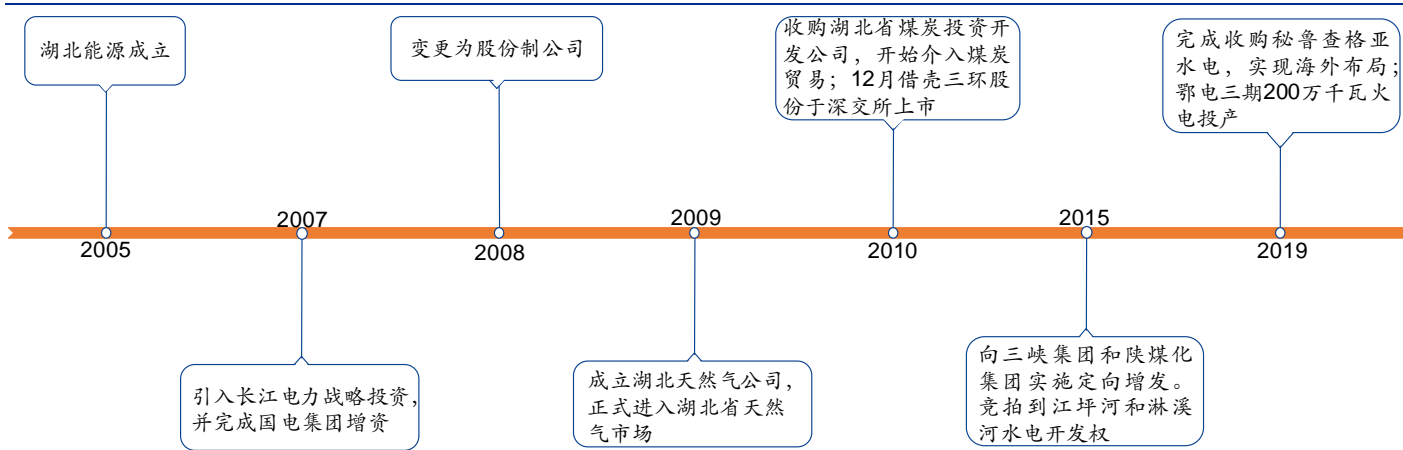 湖北能源成立
变更为股份制公司
收购湖北省煤炭投资开
发公司，开始介入煤炭
贸易；12月借壳三环股
份于深交所上市
完成收购秘鲁查格亚
水电，实现海外布局；
鄂电三期200万千瓦火
电投产
2005
2007
2008
2009
2010
2015
2019
引入长江电力战略投资，
并完成国电集团增资
成立湖北天然气公司，
正式进入湖北省天然
气市场
向三峡集团和陕煤化
集团实施定向增发。
竞拍到江坪河和淋溪
河水电开发权